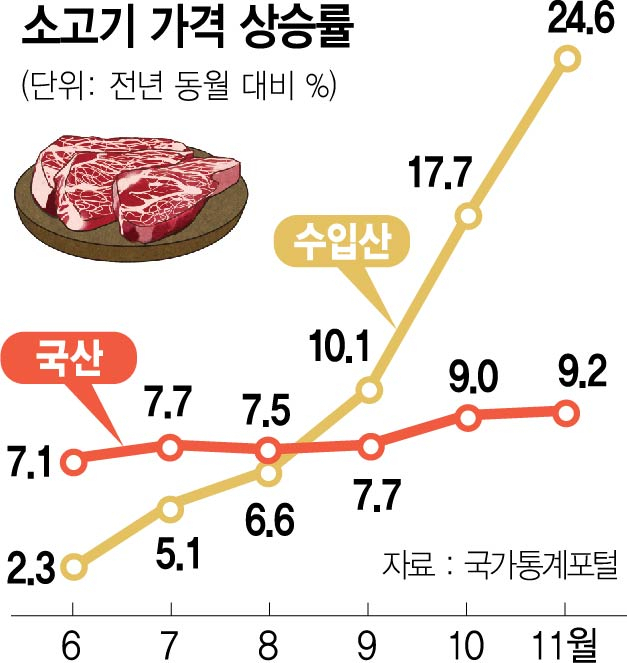 소고기 가격 상승률
(단위: 전년 동월 대비 %)
24.6
17.7
수입산
10.1
국산
7.7
7.5
9.0
9.2
7.1
7.7
6.6
5.1
2.3
자료 : 국가통계포털
6 7 8 9 10 11월